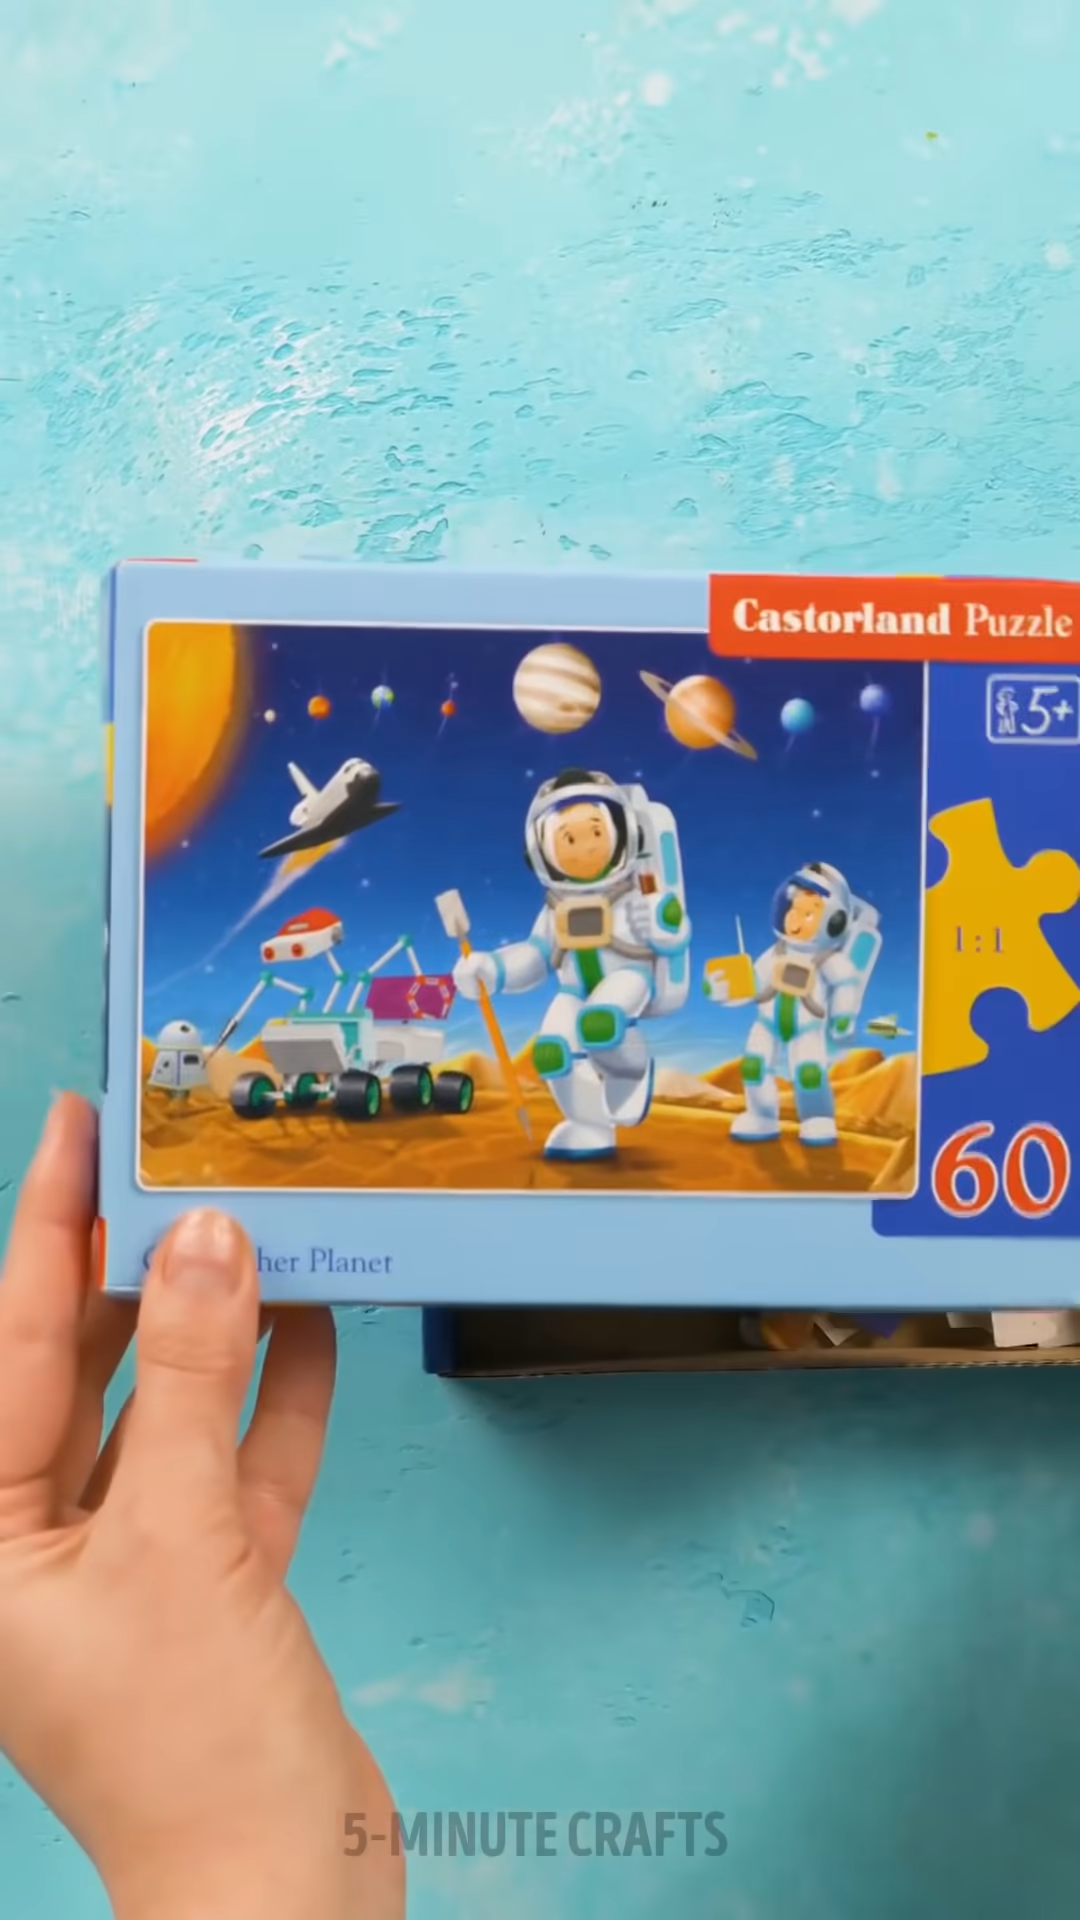 Castorland Puzzle
5+
1:1
60
her Planet
5-MINUTE CRAFTS